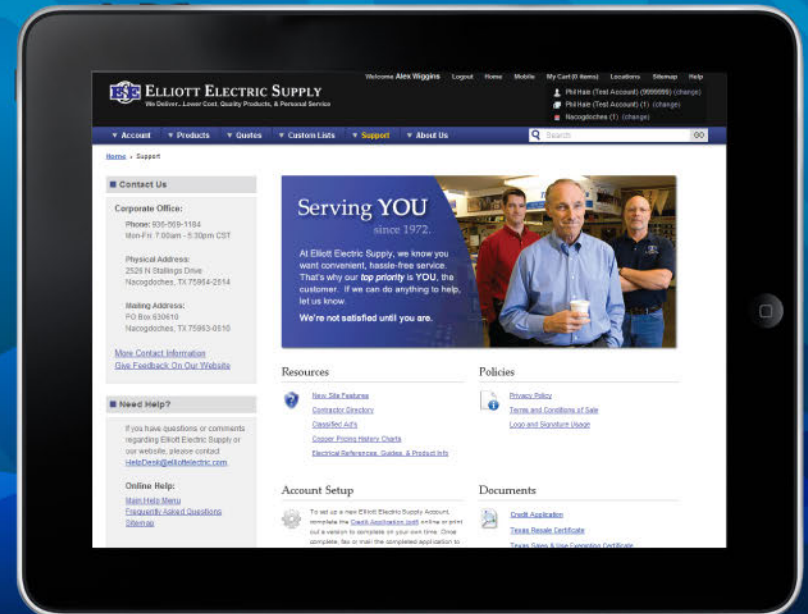 Welcome Alex Wiggins Logout Home Mobile My Cart (0 items) Locations Sitemap Help
ESE ELLIOTT ELECTRIC SUPPLY
We Deliver...Lower Cost, Quality Products, & Personal Service
Phil Hale (Test Account) (9999999) (change)
Phil Hale (Test Account) (1) (change)
Nacogdoches (1) (change)
Account Products Quotes Custom Lists Support About Us Search GO
Home › Support
Contact Us
Corporate Office:
Phone: 936-569-1184
Mon-Fri: 7:00am - 5:30pm CST
Physical Address:
2526 N Stallings Drive
Nacogdoches, TX 75964-2514
Mailing Address:
PO Box 630610
Nacogdoches, TX 75963-0610
More Contact Information
Give Feedback On Our Website
Need Help?
If you have questions or comments
regarding Elliott Electric Supply or
our website, please contact
HelpDesk@elliottelectric.com.
Online Help:
Main Help Menu
Frequently Asked Questions
Sitemap
Serving YOU
since 1972.
At Elliott Electric Supply, we know you
want convenient, hassle-free service.
That's why our top priority is YOU, the
customer. If we can do anything to help,
let us know.
We're not satisfied until you are.
Resources
New Site Features
Contractor Directory
Classified Ad's
Copper Pricing History Charts
Electrical References, Guides, & Product Info
Policies
Privacy Policy
Terms and Conditions of Sale
Logo and Signature Usage
Account Setup
To set up a new Elliott Electric Supply Account,
complete the Credit Application (pdf) online or print
out a version to complete on your own time. Once
complete, fax or mail the completed application to
Documents
Credit Application
Texas Resale Certificate
Texas Sales & Use Exemption Certificate